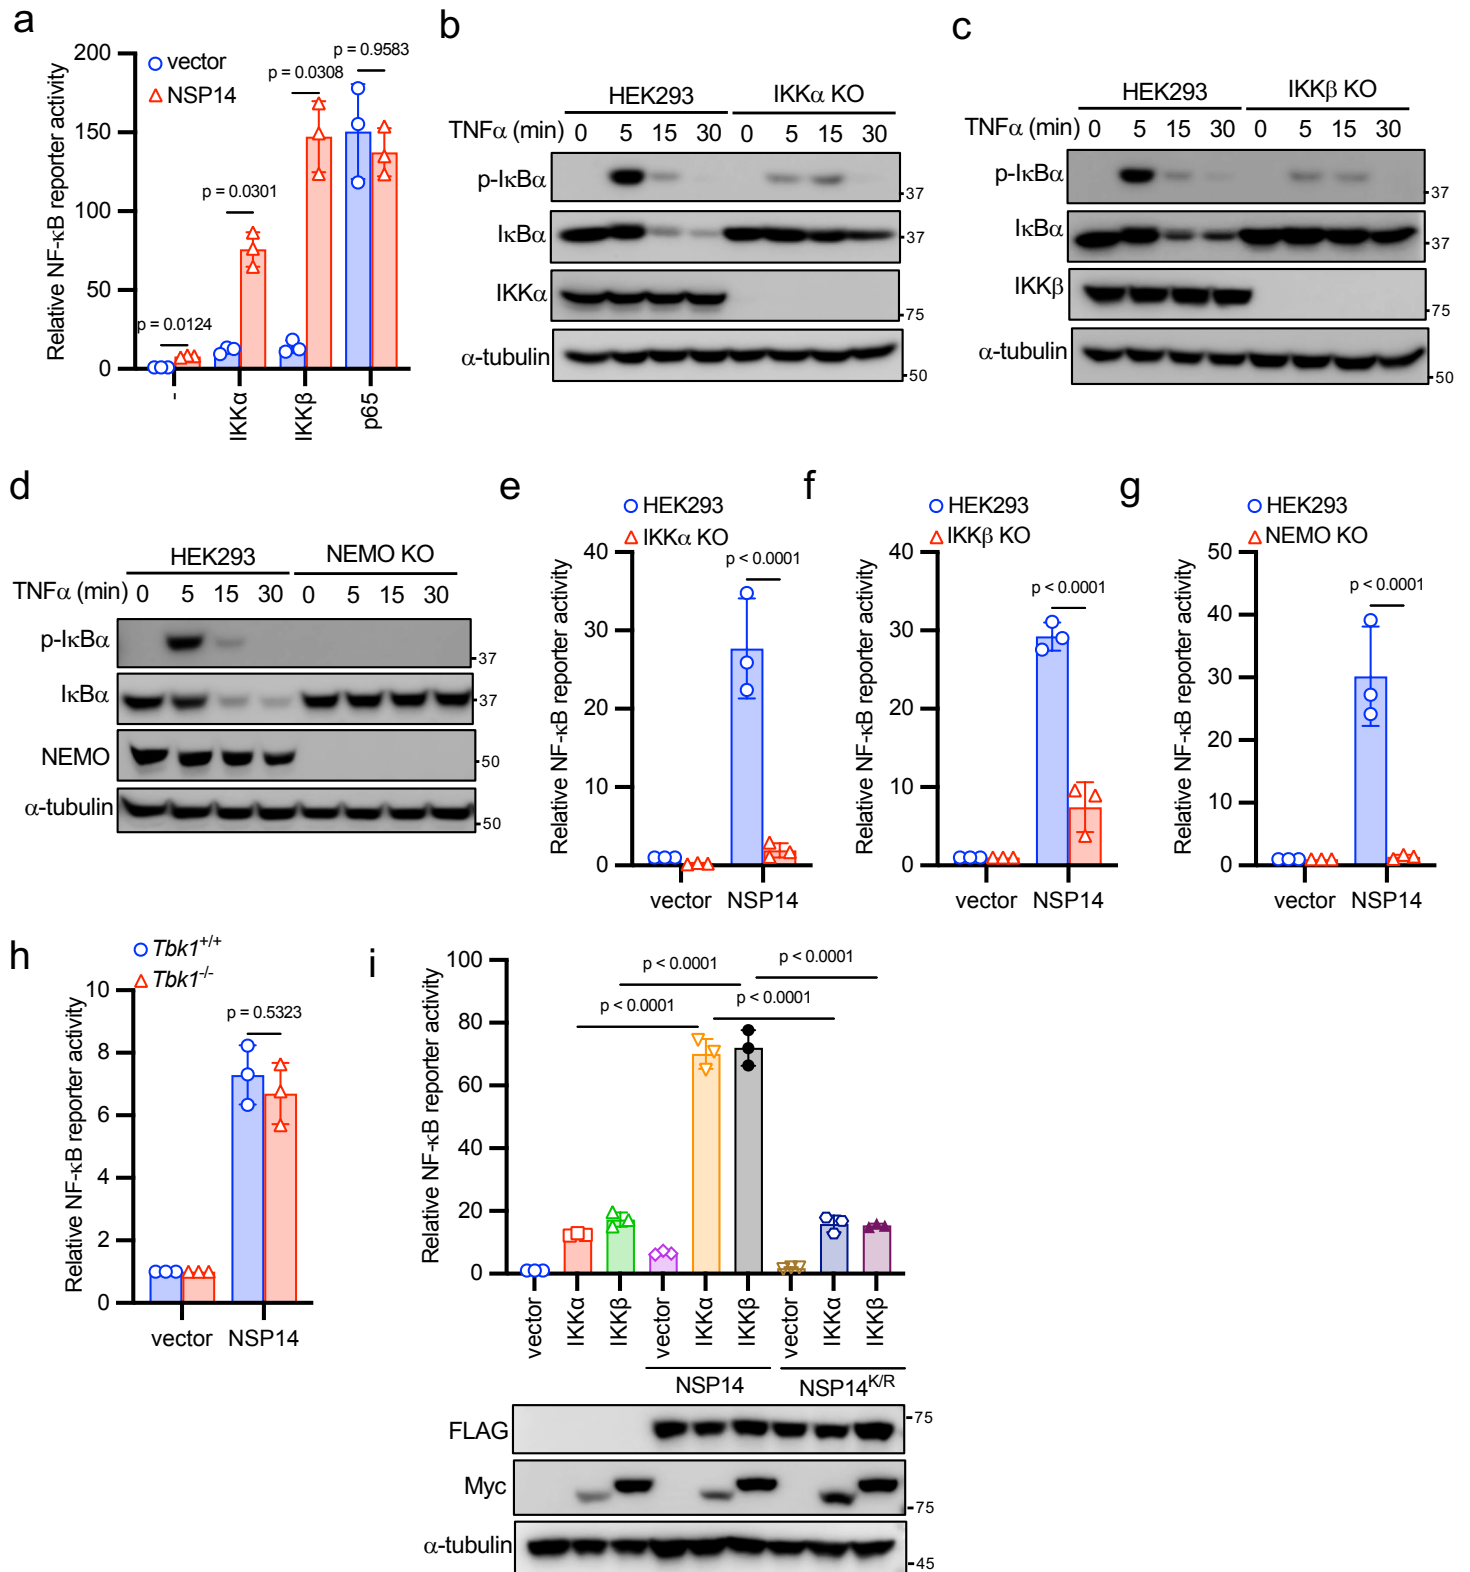 a
Relative NF-κB reporter activity
200
150
100
50
0
vector
NSP14
p = 0.0124
p = 0.0301
p = 0.0308
p = 0.9583
-
IKKα
IKKβ
p65
b
HEK293 IKKα KO
TNFα (min) 0 5 15 30 0 5 15 30
p-IκBα
37
IκBα
37
IKKα
75
α-tubulin
50
c
HEK293 IKKβ KO
TNFα (min) 0 5 15 30 0 5 15 30
p-IκBα
37
IκBα
37
IKKβ
75
α-tubulin
50
d
HEK293 NEMO KO
TNFα (min) 0 5 15 30 0 5 15 30
p-IκBα
37
IκBα
37
NEMO
50
α-tubulin
50
e
HEK293
IKKα KO
Relative NF-κB reporter activity
40
30
20
10
0
p < 0.0001
vector NSP14
f
HEK293
IKKβ KO
Relative NF-κB reporter activity
40
30
20
10
0
p < 0.0001
vector NSP14
g
HEK293
NEMO KO
Relative NF-κB reporter activity
50
40
30
20
10
0
p < 0.0001
vector NSP14
h
Tbk1+/+
Tbk1-/-
Relative NF-κB reporter activity
10
8
6
4
2
0
p = 0.5323
vector NSP14
i
Relative NF-κB reporter activity
100
80
60
40
20
0
p < 0.0001
p < 0.0001
p < 0.0001
p < 0.0001
vector
IKKα
IKKβ
vector
IKKα
IKKβ
vector
IKKα
IKKβ
NSP14 NSP14K/R
FLAG
75
Myc
75
α-tubulin
45